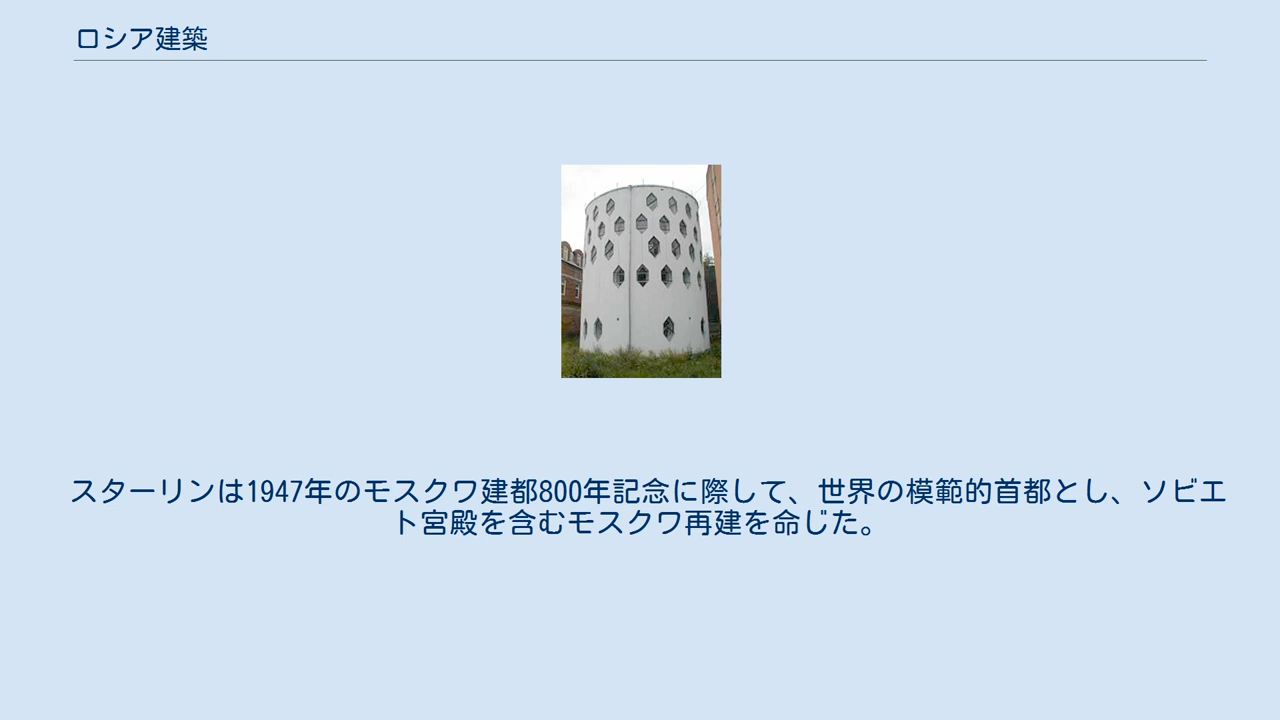 ロシア建築
スターリンは1947年のモスクワ建都800年記念に際して、世界の模範的首都とし、ソビエ
ト宮殿を含むモスクワ再建を命じた。